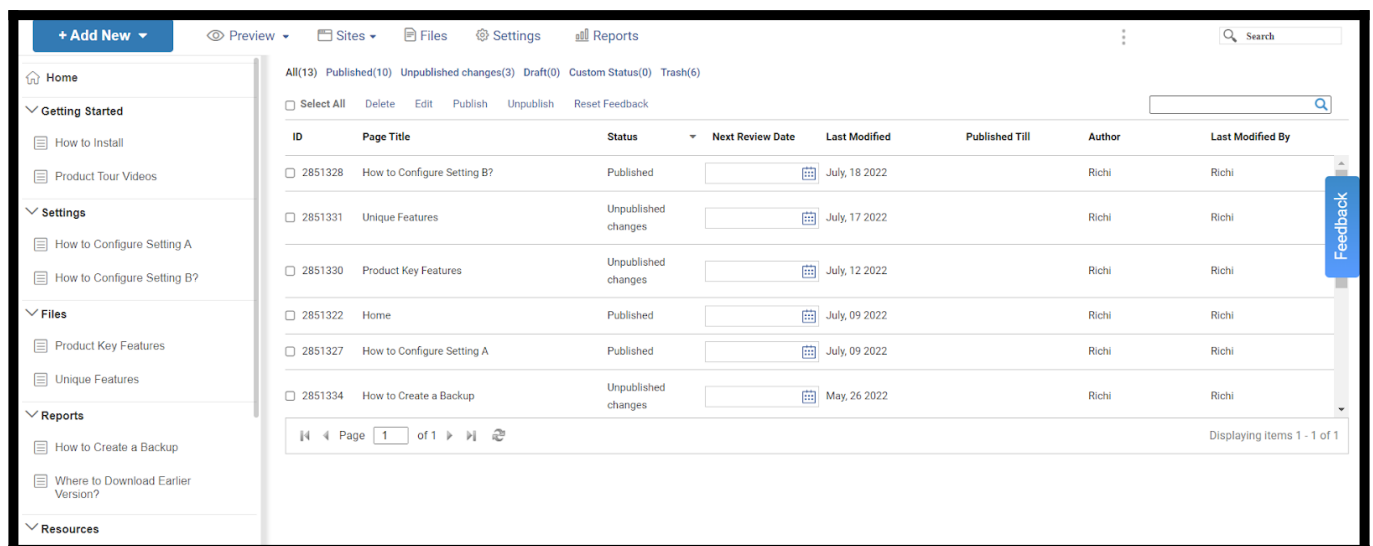 + Add New Preview Sites Files Settings Reports Search
Home
Getting Started
How to Install
Product Tour Videos
Settings
How to Configure Setting A
How to Configure Setting B?
Files
Product Key Features
Unique Features
Reports
How to Create a Backup
Where to Download Earlier
Version?
Resources
All(13) Published(10) Unpublished changes(3) Draft(0) Custom Status(0) Trash(6)
Select All Delete Edit Publish Unpublish Reset Feedback
ID Page Title Status Next Review Date Last Modified Published Till Author Last Modified By
2851328 How to Configure Setting B? Published July, 18 2022 Richi Richi
2851331 Unique Features Unpublished changes July, 17 2022 Richi Richi
2851330 Product Key Features Unpublished changes July, 12 2022 Richi Richi
2851322 Home Published July, 09 2022 Richi Richi
2851327 How to Configure Setting A Published July, 09 2022 Richi Richi
2851334 How to Create a Backup Unpublished changes May, 26 2022 Richi Richi
Page 1 of 1 Displaying items 1 - 1 of 1
Feedback